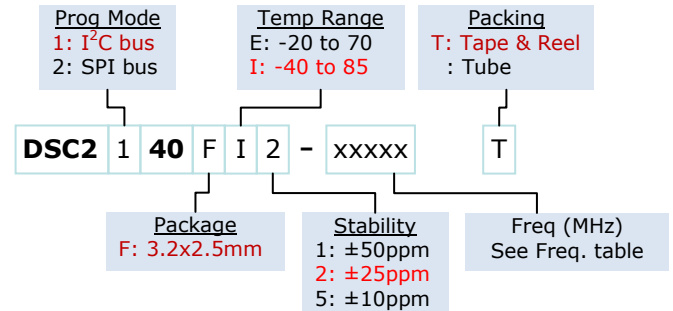 Prog Mode
1: I²C bus
2: SPI bus
Temp Range
E: -20 to 70
I: -40 to 85
Packing
T: Tape & Reel
: Tube
DSC2 1 40 F I 2 – xxxxx T
Package
F: 3.2x2.5mm
Stability
1: ±50ppm
2: ±25ppm
5: ±10ppm
Freq (MHz)
See Freq. table